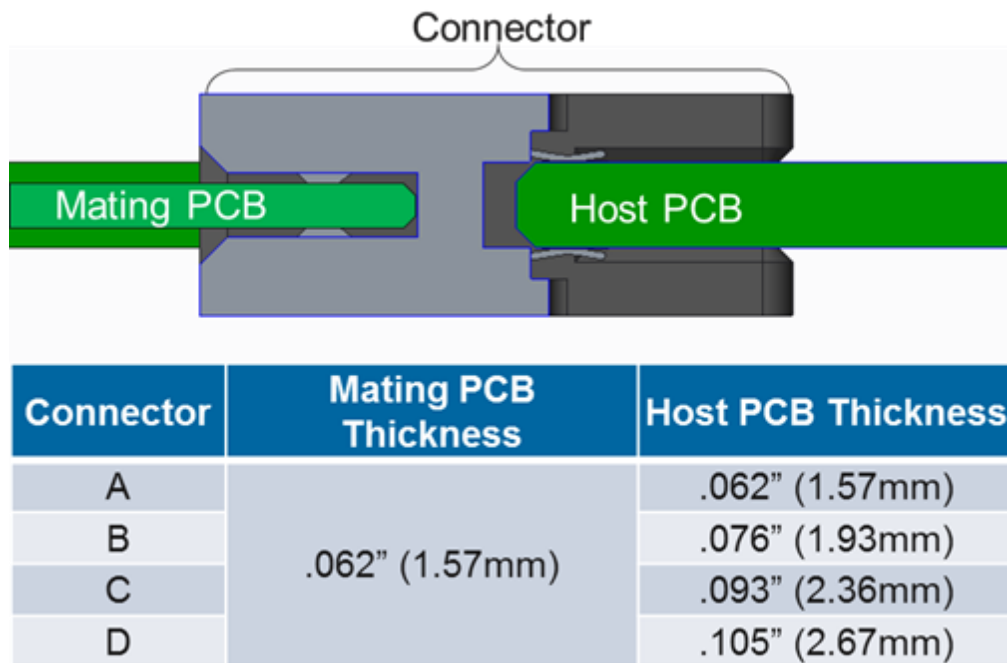 Connector
Mating PCB
Host PCB
Connector
Mating PCB
Thickness
Host PCB Thickness
A
.062” (1.57mm)
.062” (1.57mm)
B
.076” (1.93mm)
C
.093” (2.36mm)
D
.105” (2.67mm)